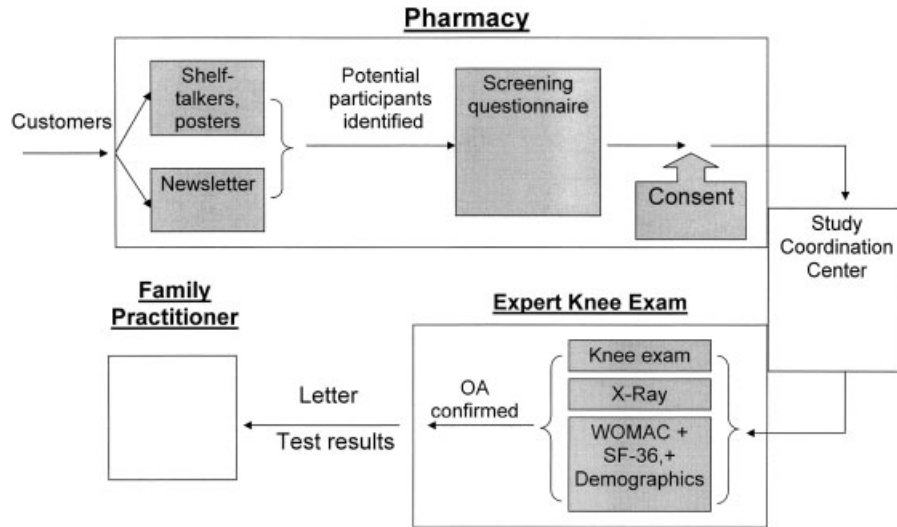 Pharmacy
Customers
Shelf-
talkers,
posters
Newsletter
Potential
participants
identified
Screening
questionnaire
Consent
Study
Coordination
Center
Family
Practitioner
Expert Knee Exam
Knee exam
X-Ray
WOMAC +
SF-36,+
Demographics
OA
confirmed
Letter
Test results